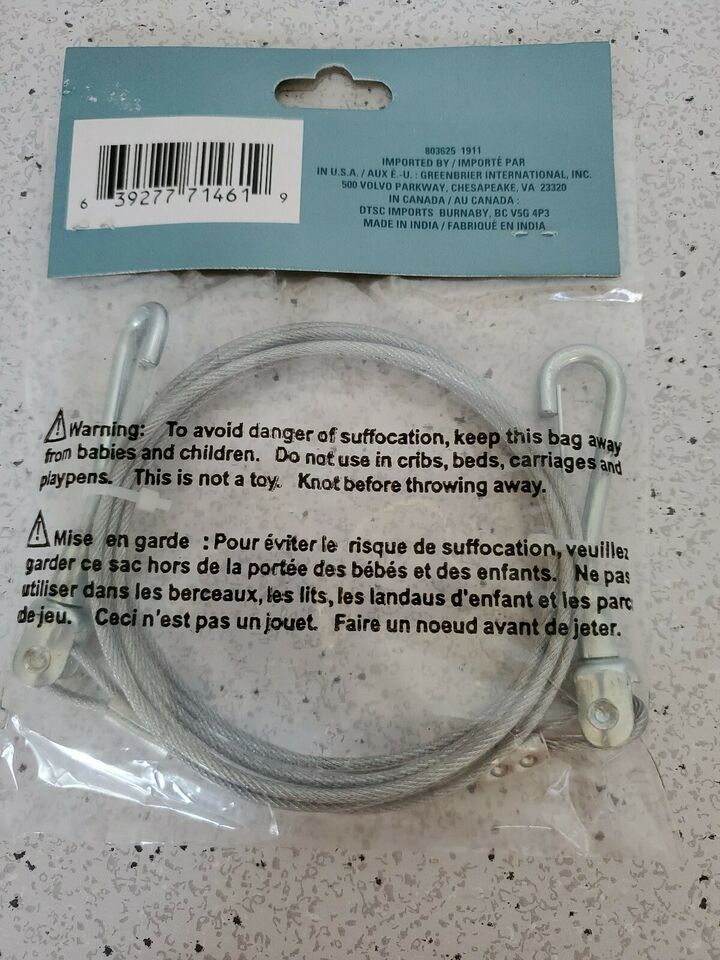 803625 1911
IMPORTED BY / IMPORTÉ PAR
IN U.S.A. / AUX É.-U. : GREENBRIER INTERNATIONAL, INC.
500 VOLVO PARKWAY, CHESAPEAKE, VA 23320
IN CANADA / AU CANADA :
DTSC IMPORTS BURNABY, BC V5G 4P3
MADE IN INDIA / FABRIQUÉ EN INDIA
6 39277 71461 9
Warning: To avoid danger of suffocation, keep this bag away
from babies and children. Do not use in cribs, beds, carriages and
playpens. This is not a toy. Knot before throwing away.
Mise en garde : Pour éviter le risque de suffocation, veuillez
garder ce sac hors de la portée des bébés et des enfants. Ne pas
utiliser dans les berceaux, les lits, les landaus d'enfant et les parc
de jeu. Ceci n'est pas un jouet. Faire un noeud avant de jeter.